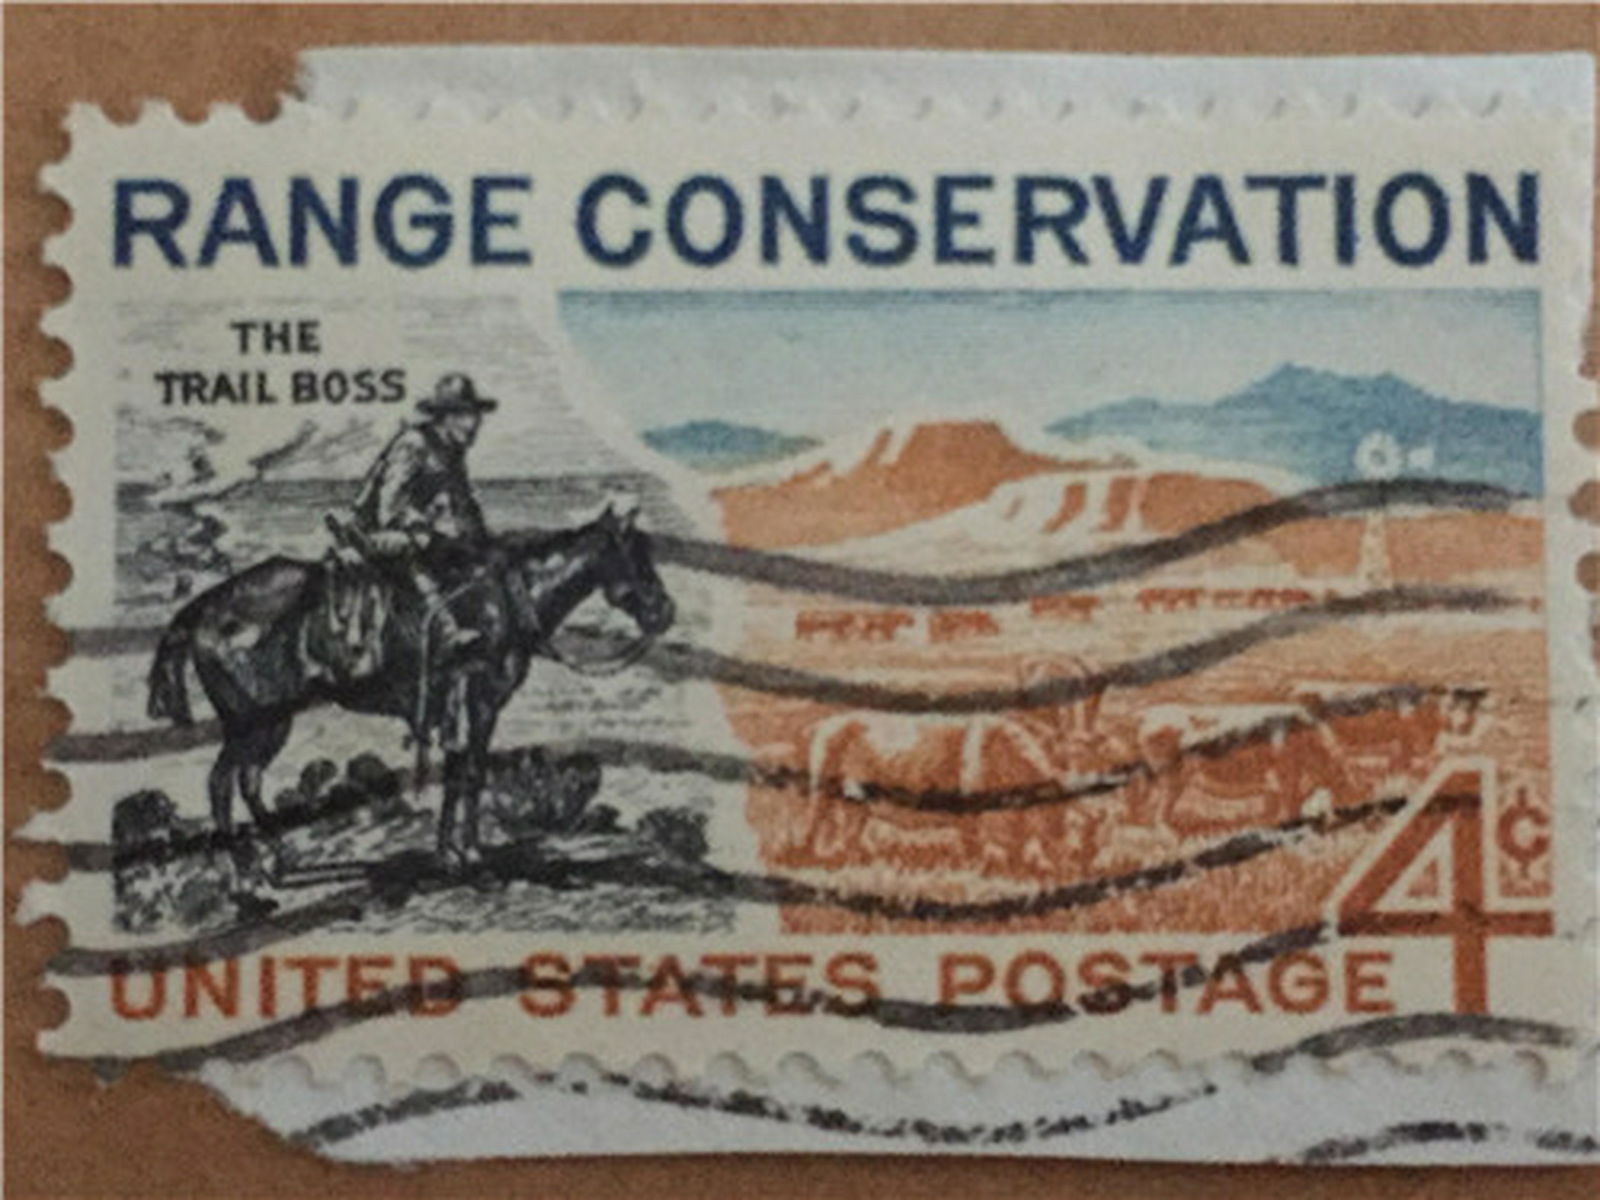 RANGE CONSERVATION
THE
TRAIL BOSS
4¢
UNITED STATES POSTAGE